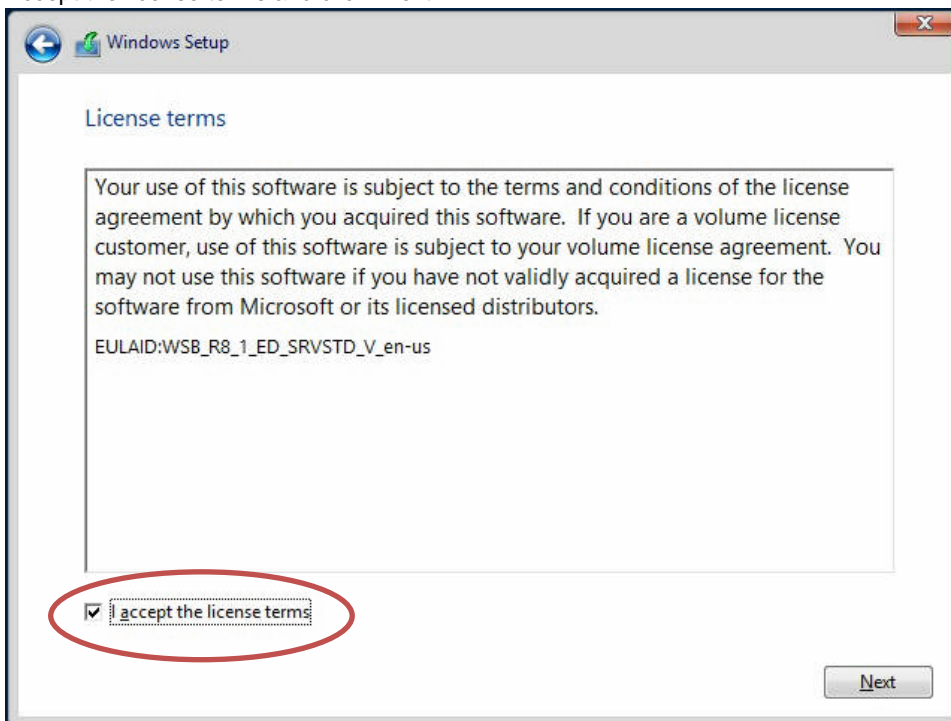 Windows Setup
License terms
Your use of this software is subject to the terms and conditions of the license
agreement by which you acquired this software.  If you are a volume license
customer, use of this software is subject to your volume license agreement.  You
may not use this software if you have not validly acquired a license for the
software from Microsoft or its licensed distributors.
EULAID:WSB_R8_1_ED_SRVSTD_V_en-us
I accept the license terms
Next